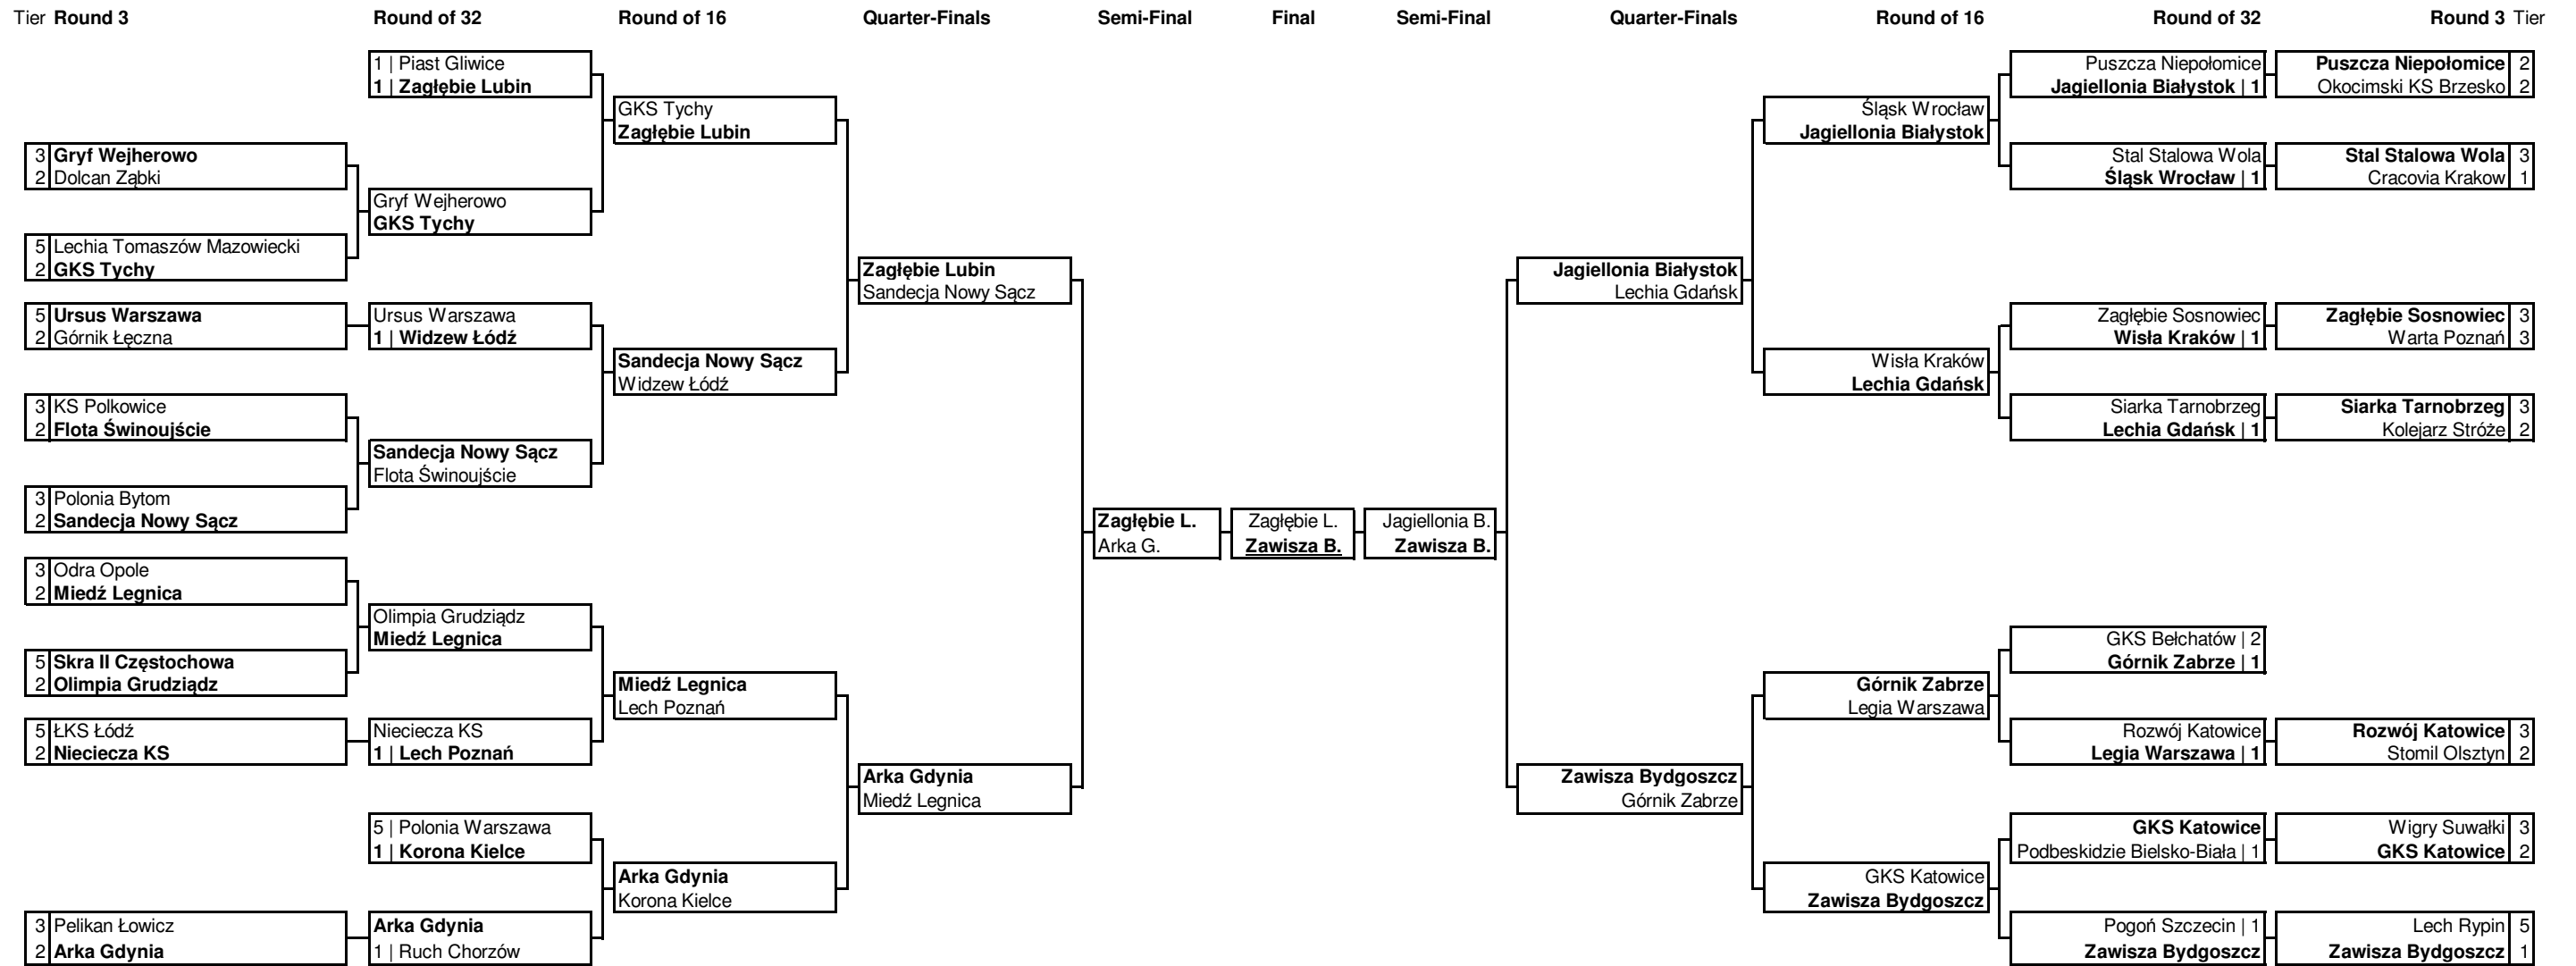 Tier Round 3 Round of 32 Round of 16 Quarter-Finals Semi-Final Final Semi-Final Quarter-Finals Round of 16 Round of 32 Round 3 Tier
3 Gryf Wejherowo
2 Dolcan Ząbki
5 Lechia Tomaszów Mazowiecki
2 GKS Tychy
5 Ursus Warszawa
2 Górnik Łęczna
3 KS Polkowice
2 Flota Świnoujście
3 Polonia Bytom
2 Sandecja Nowy Sącz
3 Odra Opole
2 Miedź Legnica
5 Skra II Częstochowa
2 Olimpia Grudziądz
5 ŁKS Łódź
2 Nieciecza KS
3 Pelikan Łowicz
2 Arka Gdynia
1 | Piast Gliwice
1 | Zagłębie Lubin
Gryf Wejherowo
GKS Tychy
Ursus Warszawa
1 | Widzew Łódź
Sandecja Nowy Sącz
Flota Świnoujście
Olimpia Grudziądz
Miedź Legnica
Nieciecza KS
1 | Lech Poznań
5 | Polonia Warszawa
1 | Korona Kielce
Arka Gdynia
1 | Ruch Chorzów
GKS Tychy
Zagłębie Lubin
Sandecja Nowy Sącz
Widzew Łódź
Miedź Legnica
Lech Poznań
Arka Gdynia
Korona Kielce
Zagłębie Lubin
Sandecja Nowy Sącz
Arka Gdynia
Miedź Legnica
Zagłębie L.
Arka G.
Zagłębie L.
Zawisza B.
Jagiellonia B.
Zawisza B.
Jagiellonia Białystok
Lechia Gdańsk
Zawisza Bydgoszcz
Górnik Zabrze
Śląsk Wrocław
Jagiellonia Białystok
Wisła Kraków
Lechia Gdańsk
Górnik Zabrze
Legia Warszawa
GKS Katowice
Zawisza Bydgoszcz
Puszcza Niepołomice
Jagiellonia Białystok | 1
Stal Stalowa Wola
Śląsk Wrocław | 1
Zagłębie Sosnowiec
Wisła Kraków | 1
Siarka Tarnobrzeg
Lechia Gdańsk | 1
GKS Bełchatów | 2
Górnik Zabrze | 1
Rozwój Katowice
Legia Warszawa | 1
GKS Katowice
Podbeskidzie Bielsko-Biała | 1
Pogoń Szczecin | 1
Zawisza Bydgoszcz
Puszcza Niepołomice 2
Okocimski KS Brzesko 2
Stal Stalowa Wola 3
Cracovia Krakow 1
Zagłębie Sosnowiec 3
Warta Poznań 3
Siarka Tarnobrzeg 3
Kolejarz Stróże 2
Rozwój Katowice 3
Stomil Olsztyn 2
Wigry Suwałki 3
GKS Katowice 2
Lech Rypin 5
Zawisza Bydgoszcz 1